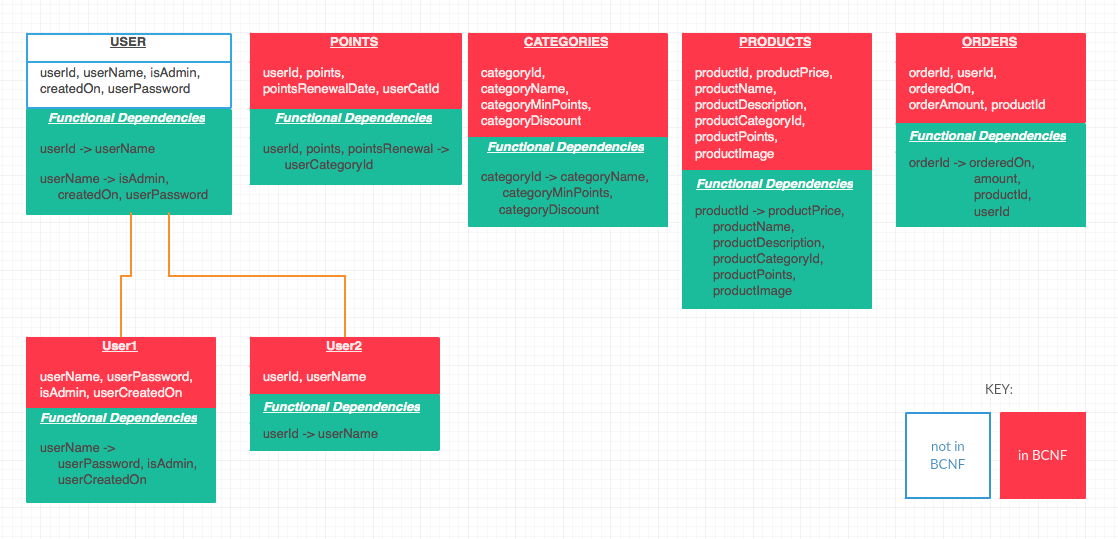 USER
userId, userName, isAdmin,
createdOn, userPassword
Functional Dependencies
userId -> userName
userName -> isAdmin,
createdOn, userPassword
POINTS
userId, points,
pointsRenewalDate, userCatId
Functional Dependencies
userId, points, pointsRenewal ->
userCategoryId
CATEGORIES
categoryId,
categoryName,
categoryMinPoints,
categoryDiscount
Functional Dependencies
categoryId -> categoryName,
categoryMinPoints,
categoryDiscount
PRODUCTS
productId, productPrice,
productName,
productDescription,
productCategoryId,
productPoints,
productImage
Functional Dependencies
productId -> productPrice,
productName,
productDescription,
productCategoryId,
productPoints,
productImage
ORDERS
orderId, userId,
orderedOn,
orderAmount, productId
Functional Dependencies
orderId -> orderedOn,
amount,
productId,
userId
User1
userName, userPassword,
isAdmin, userCreatedOn
Functional Dependencies
userName ->
userPassword, isAdmin,
userCreatedOn
User2
userId, userName
Functional Dependencies
userId -> userName
KEY:
not in
BCNF
in BCNF